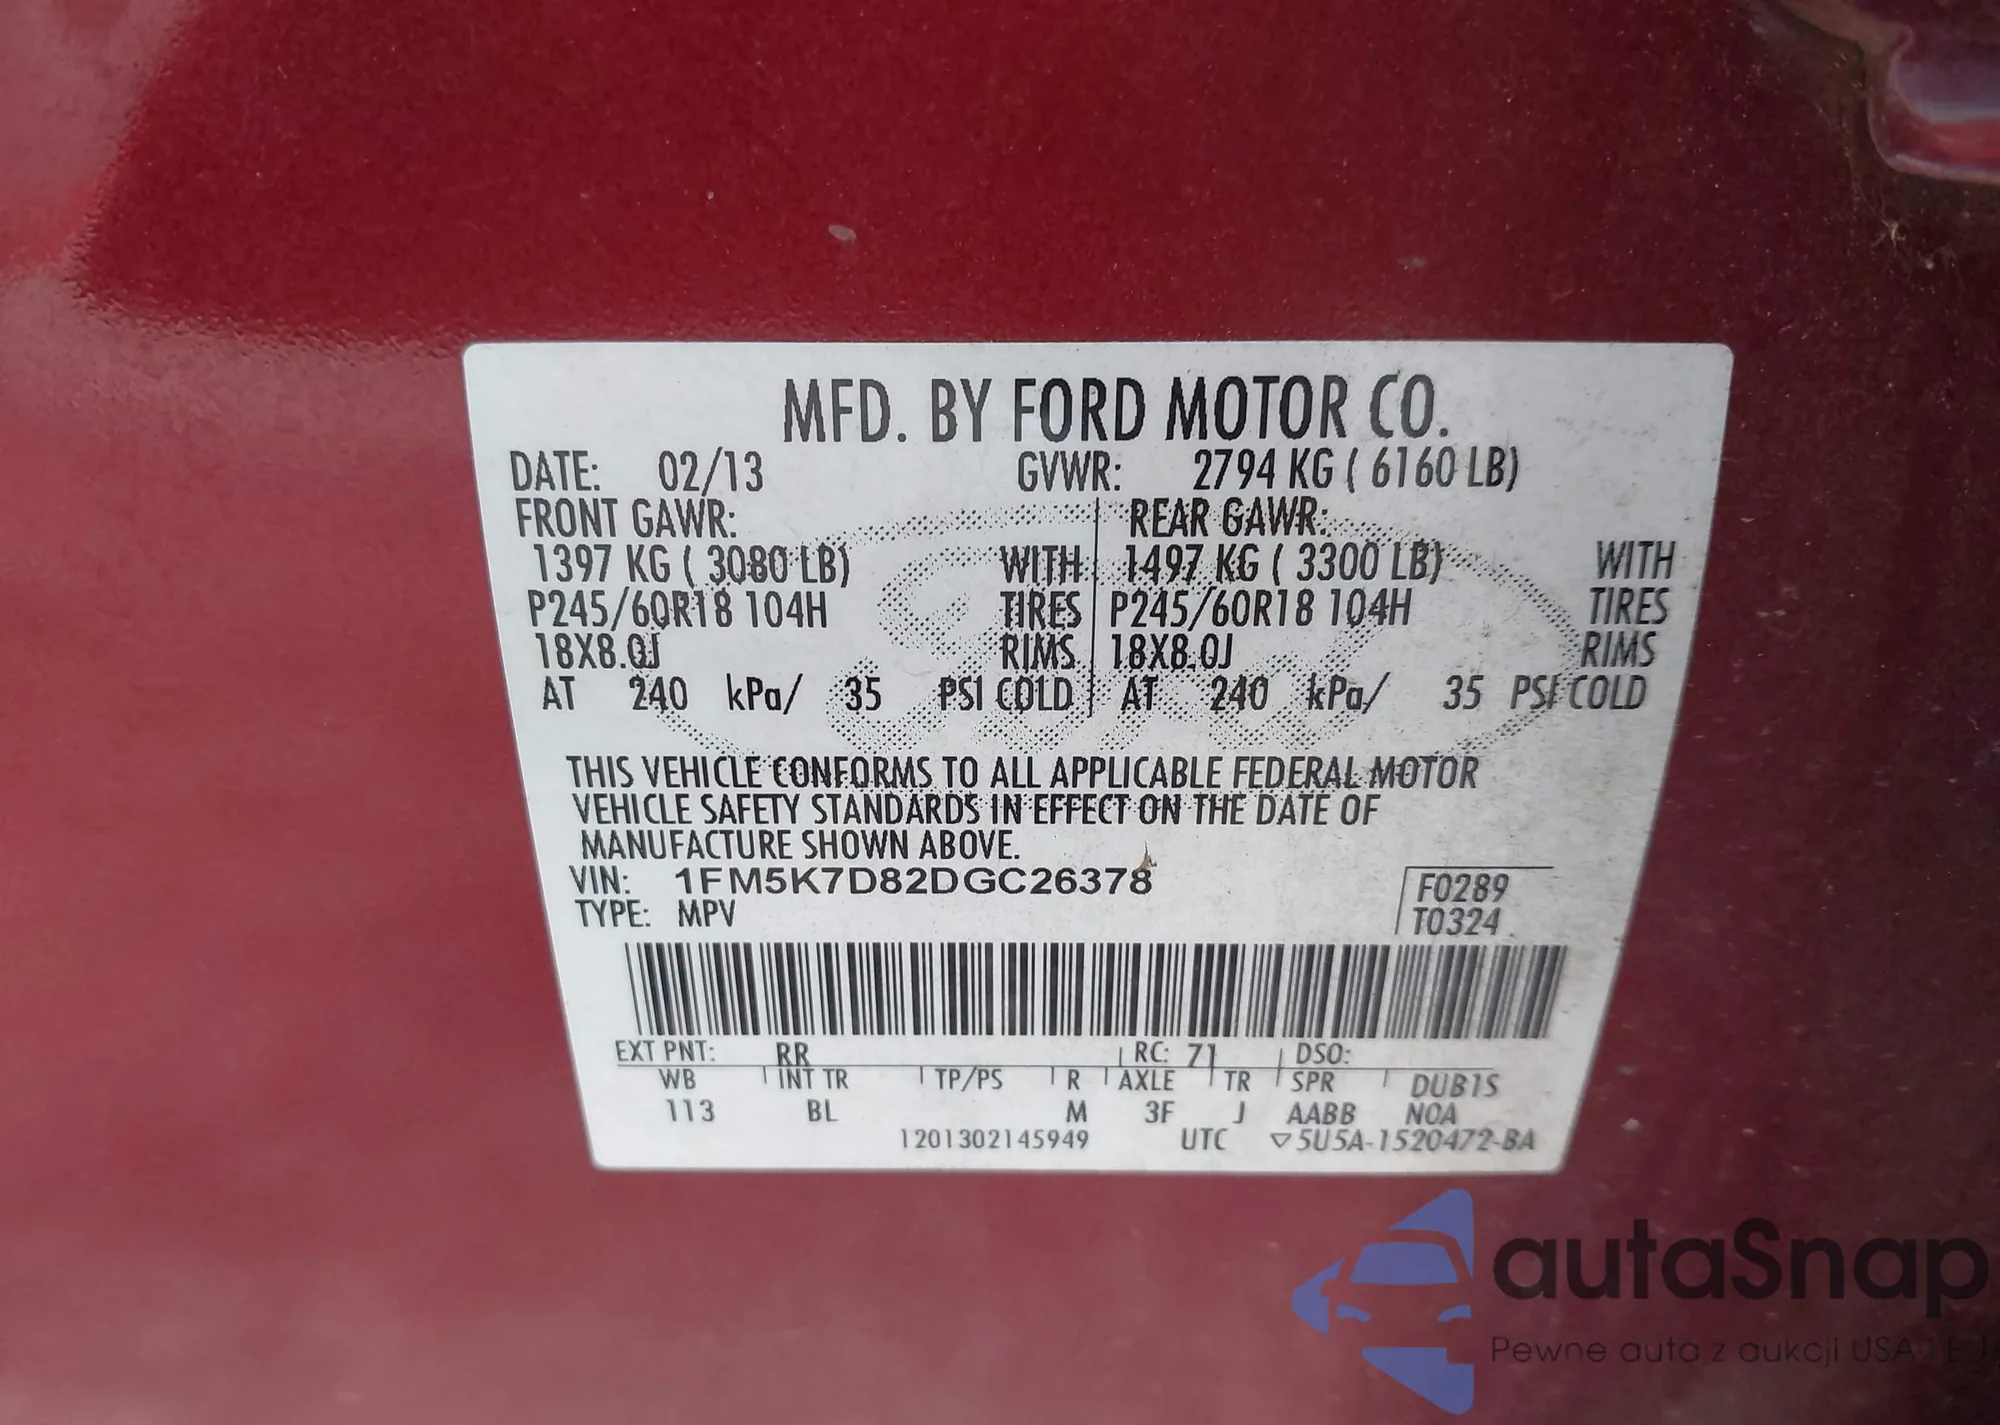 MFD. BY FORD MOTOR CO.
DATE: 02/13 GVWR: 2794 KG ( 6160 LB)
FRONT GAWR: REAR GAWR:
1397 KG ( 3080 LB) WITH 1497 KG ( 3300 LB) WITH
P245/60R18 104H TIRES P245/60R18 104H TIRES
18X8.0J RIMS 18X8.0J RIMS
AT 240 kPa/ 35 PSI COLD AT 240 kPa/ 35 PSI COLD
THIS VEHICLE CONFORMS TO ALL APPLICABLE FEDERAL MOTOR
VEHICLE SAFETY STANDARDS IN EFFECT ON THE DATE OF
MANUFACTURE SHOWN ABOVE.
VIN: 1FM5K7D82DGC26378
TYPE: MPV
F0289
T0324
EXT PNT: RR RC: 71 DSO:
WB INT TR TP/PS R AXLE TR SPR DUB1S
113 BL M 3F J AABB NOA
1201302145949 UTC ▽5U5A-1520472-BA
autaSnap
Pewne auta z aukcji USA i EU